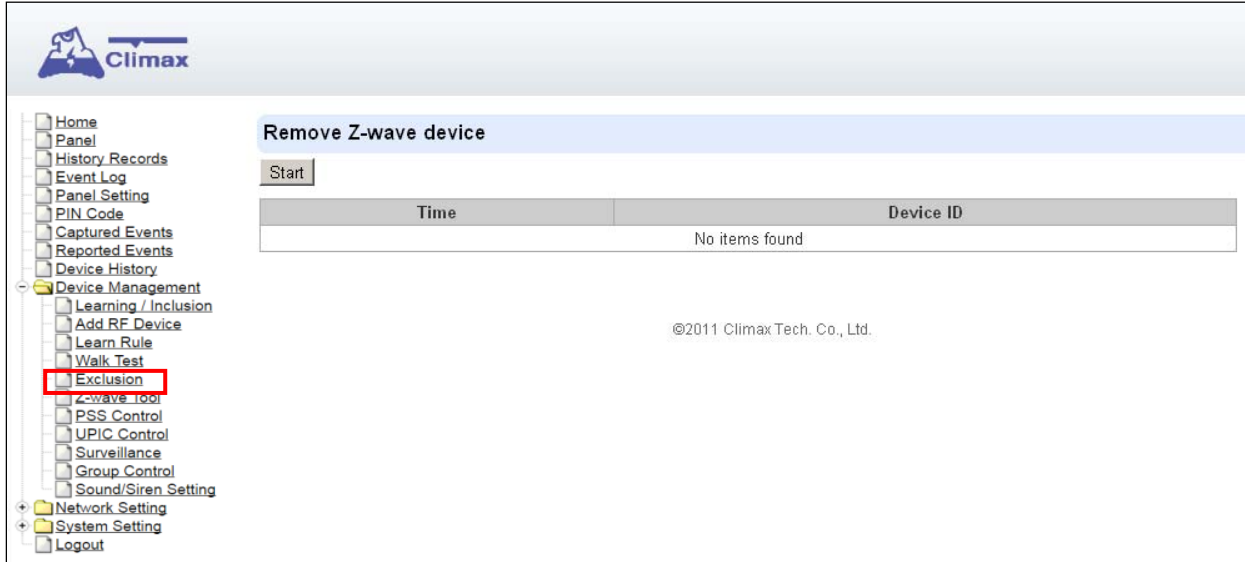 Climax
Home
Panel
History Records
Event Log
Panel Setting
PIN Code
Captured Events
Reported Events
Device History
Device Management
Learning / Inclusion
Add RF Device
Learn Rule
Walk Test
Exclusion
Z-wave Tool
PSS Control
UPIC Control
Surveillance
Group Control
Sound/Siren Setting
Network Setting
System Setting
Logout
Remove Z-wave device
Start
Time Device ID
No items found
©2011 Climax Tech. Co., Ltd.